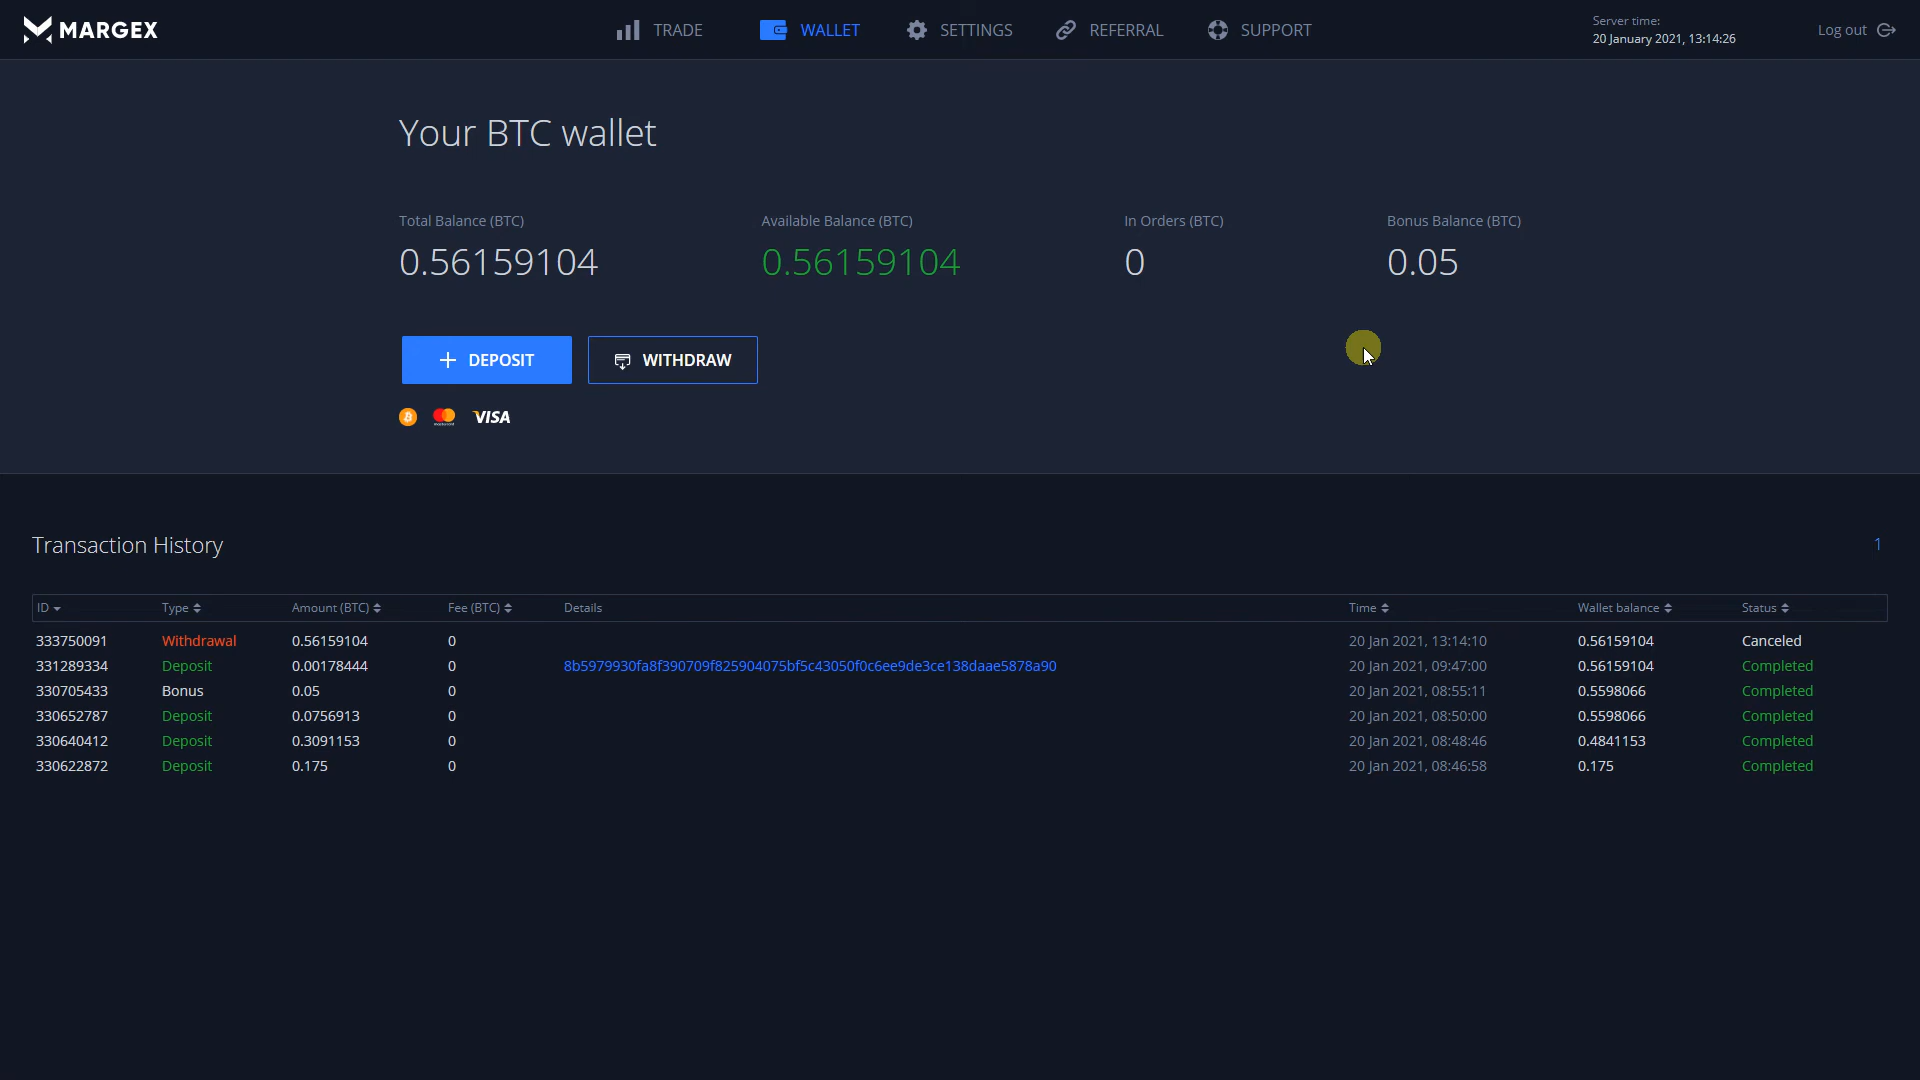 MARGEX
TRADE
WALLET
SETTINGS
REFERRAL
SUPPORT
Server time:
20 January 2021, 13:14:26
Log out
Your BTC wallet
Total Balance (BTC) Available Balance (BTC) In Orders (BTC) Bonus Balance (BTC)
0.56159104 0.56159104 0 0.05
DEPOSIT WITHDRAW
VISA
Transaction History 1
ID Type Amount (BTC) Fee (BTC) Details Time Wallet balance Status
333750091 Withdrawal 0.56159104 0 20 Jan 2021, 13:14:10 0.56159104 Canceled
331289334 Deposit 0.00178444 0 8b5979930fa8f390709f825904075bf5c43050f0c6ee9de3ce138daae5878a90 20 Jan 2021, 09:47:00 0.56159104 Completed
330705433 Bonus 0.05 0 20 Jan 2021, 08:55:11 0.5598066 Completed
330652787 Deposit 0.0756913 0 20 Jan 2021, 08:50:00 0.5598066 Completed
330640412 Deposit 0.3091153 0 20 Jan 2021, 08:48:46 0.4841153 Completed
330622872 Deposit 0.175 0 20 Jan 2021, 08:46:58 0.175 Completed